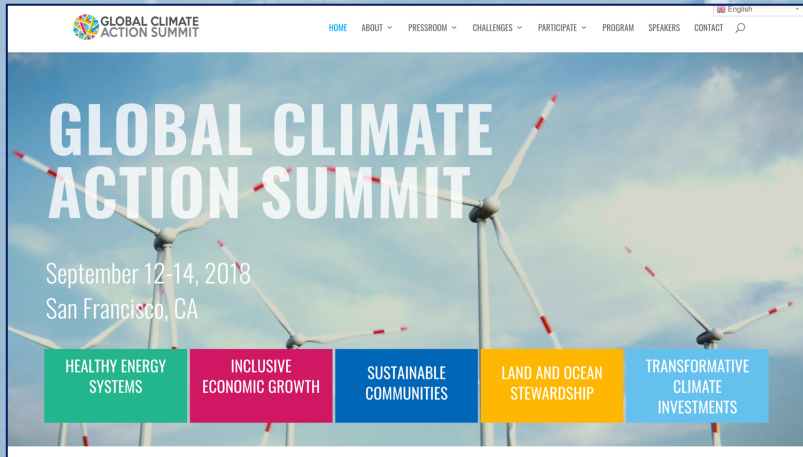 English
GLOBAL CLIMATE
ACTION SUMMIT
HOME ABOUT PRESSROOM CHALLENGES PARTICIPATE PROGRAM SPEAKERS CONTACT
GLOBAL CLIMATE
ACTION SUMMIT
September 12-14, 2018
San Francisco, CA
HEALTHY ENERGY
SYSTEMS
INCLUSIVE
ECONOMIC GROWTH
SUSTAINABLE
COMMUNITIES
LAND AND OCEAN
STEWARDSHIP
TRANSFORMATIVE
CLIMATE
INVESTMENTS